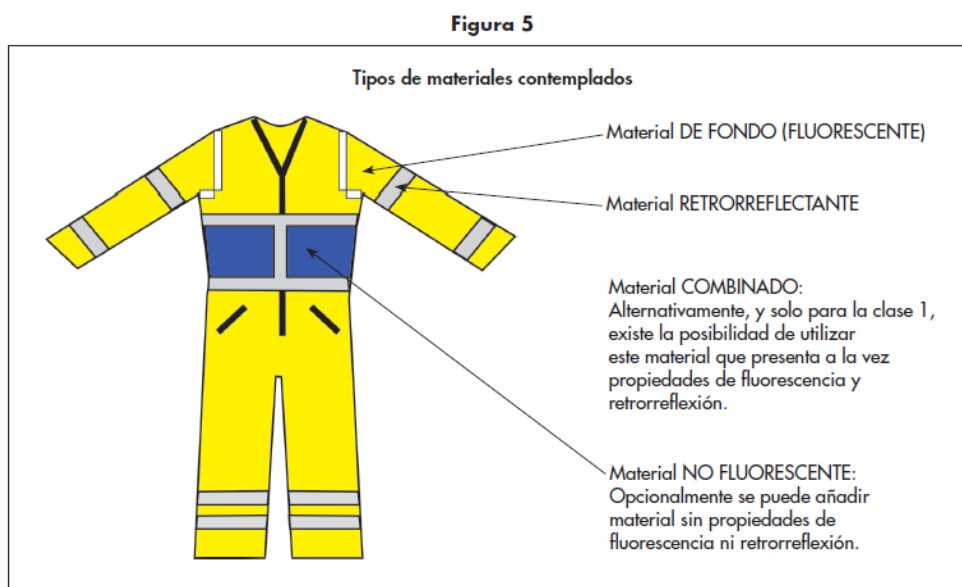 Figura 5
Tipos de materiales contemplados
Material DE FONDO (FLUORESCENTE)
Material RETRORREFLECTANTE
Material COMBINADO:
Alternativamente, y solo para la clase 1,
existe la posibilidad de utilizar
este material que presenta a la vez
propiedades de fluorescencia y
retrorreflexión.
Material NO FLUORESCENTE:
Opcionalmente se puede añadir
material sin propiedades de
fluorescencia ni retrorreflexión.